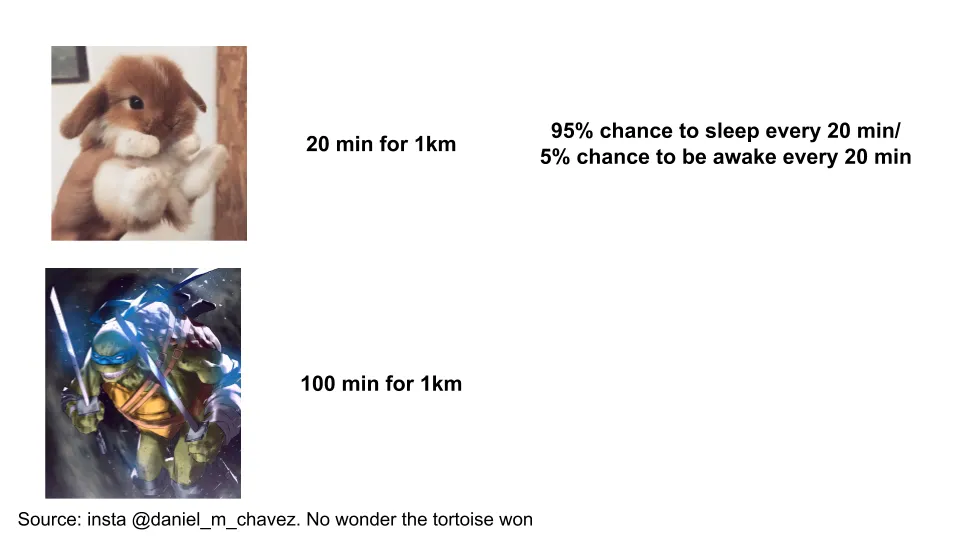 20 min for 1km
95% chance to sleep every 20 min/
5% chance to be awake every 20 min
100 min for 1km
Source: insta @daniel_m_chavez. No wonder the tortoise won